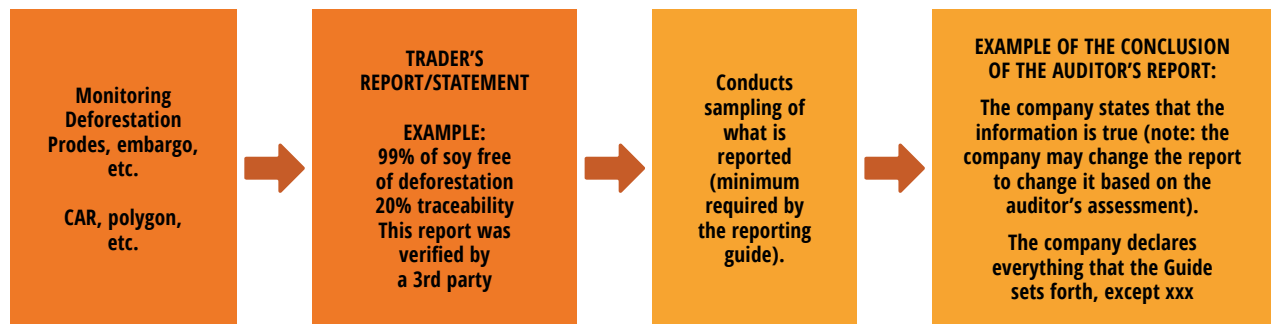 Monitoring
Deforestation
Prodes, embargo,
etc.
CAR, polygon,
etc.
TRADER'S
REPORT/STATEMENT
EXAMPLE:
99% of soy free
of deforestation
20% traceability
This report was
verified by
a 3rd party
Conducts
sampling of
what is
reported
(minimum
required by
the reporting
guide).
EXAMPLE OF THE CONCLUSION
OF THE AUDITOR'S REPORT:
The company states that the
information is true (note: the
company may change the report
to change it based on the
auditor's assessment).
The company declares
everything that the Guide
sets forth, except xxx